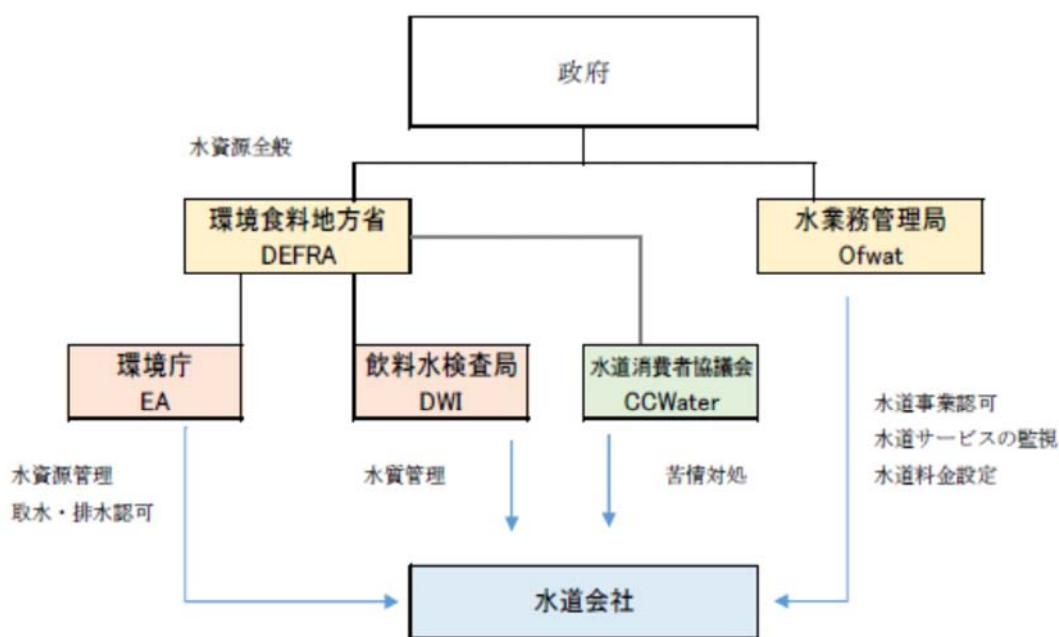 政府
水資源全般
環境食料地方省
DEFRA
水業務管理局
Ofwat
環境庁
EA
飲料水検査局
DWI
水道消費者協議会
CCWater
水資源管理
取水・排水認可
水質管理
苦情対処
水道事業認可
水道サービスの監視
水道料金設定
水道会社